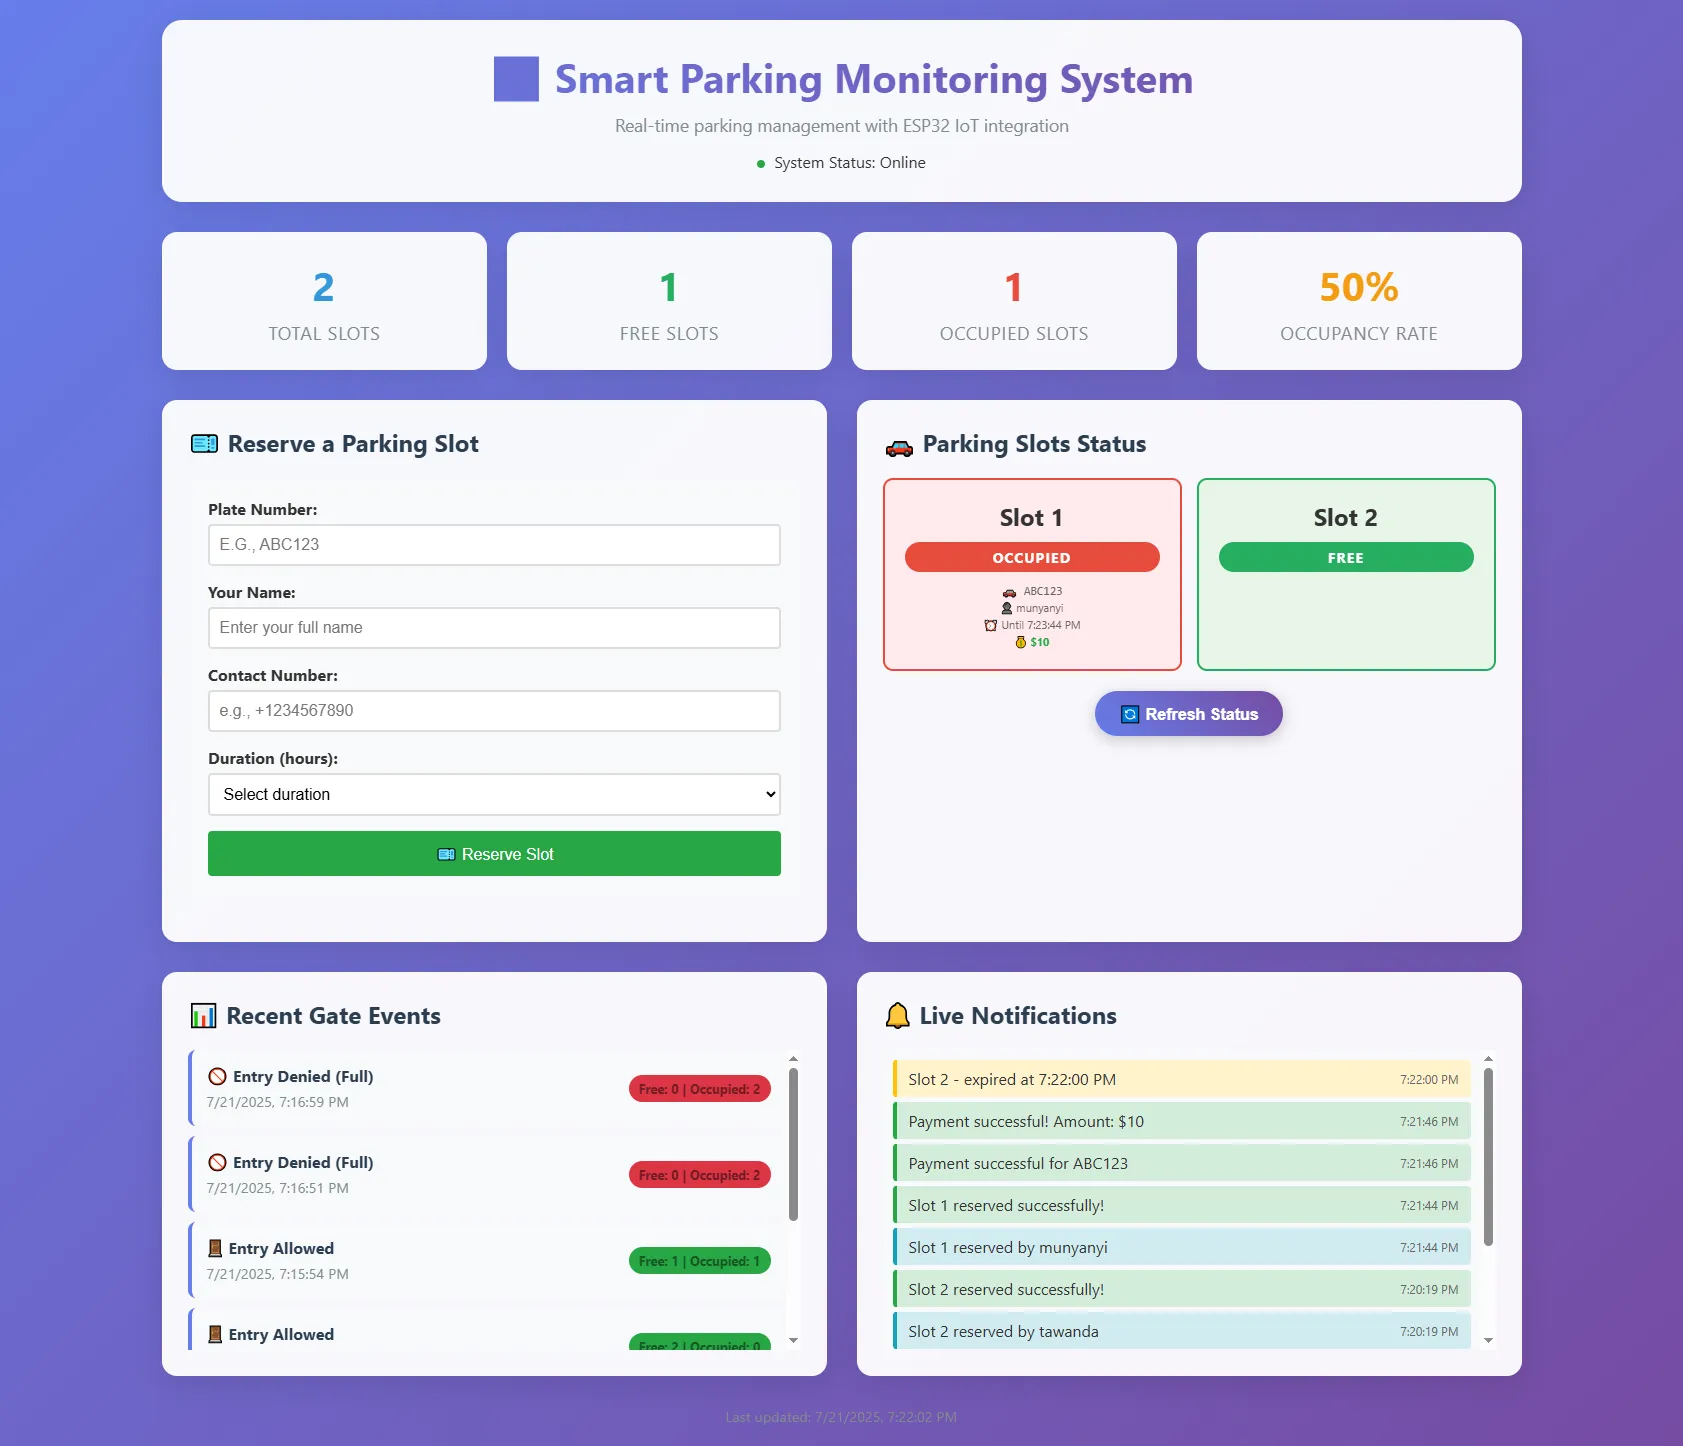 Smart Parking Monitoring System
Real-time parking management with ESP32 IoT integration
System Status: Online
2
TOTAL SLOTS
1
FREE SLOTS
1
OCCUPIED SLOTS
50%
OCCUPANCY RATE
Reserve a Parking Slot
Plate Number:
E.G., ABC123
Your Name:
Enter your full name
Contact Number:
e.g., +1234567890
Duration (hours):
Select duration
Reserve Slot
Parking Slots Status
Slot 1
OCCUPIED
ABC123
munyanyi
Until 7:23:44 PM
$10
Slot 2
FREE
Refresh Status
Recent Gate Events
Entry Denied (Full)
7/21/2025, 7:16:59 PM
Free: 0 | Occupied: 2
Entry Denied (Full)
7/21/2025, 7:16:51 PM
Free: 0 | Occupied: 2
Entry Allowed
7/21/2025, 7:15:54 PM
Free: 1 | Occupied: 1
Entry Allowed
Free: 2 | Occupied: 0
Live Notifications
Slot 2 - expired at 7:22:00 PM 7:22:00 PM
Payment successful! Amount: $10 7:21:46 PM
Payment successful for ABC123 7:21:46 PM
Slot 1 reserved successfully! 7:21:44 PM
Slot 1 reserved by munyanyi 7:21:44 PM
Slot 2 reserved successfully! 7:20:19 PM
Slot 2 reserved by tawanda 7:20:19 PM
Last updated: 7/21/2025, 7:22:02 PM